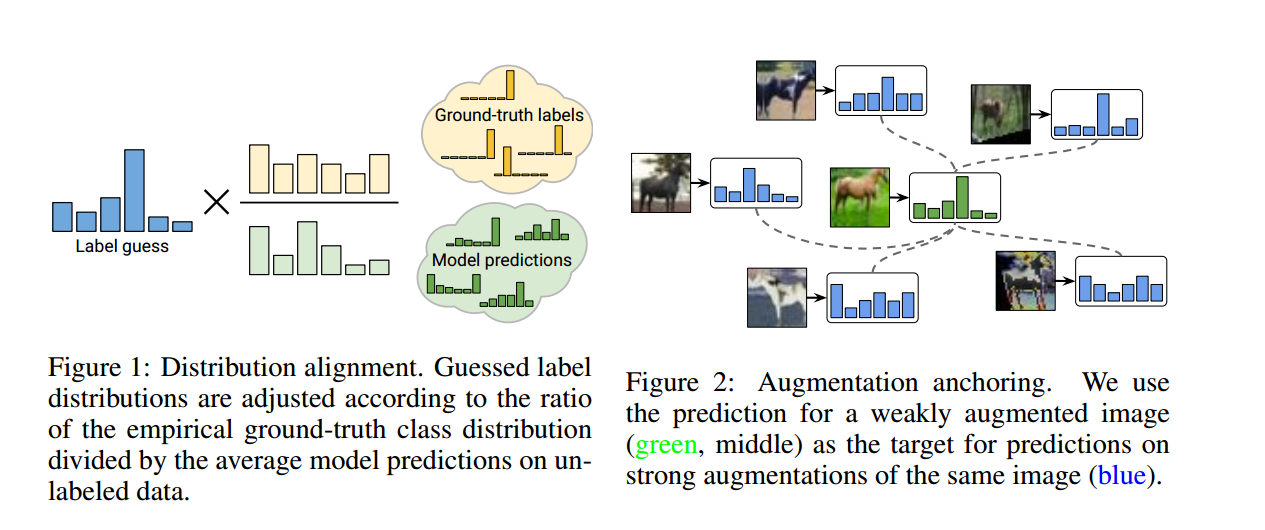 Ground-truth labels
Label guess
Model predictions
Figure 1: Distribution alignment. Guessed label
distributions are adjusted according to the ratio
of the empirical ground-truth class distribution
divided by the average model predictions on un-
labeled data.
Figure 2: Augmentation anchoring. We use
the prediction for a weakly augmented image
(green, middle) as the target for predictions on
strong augmentations of the same image (blue).